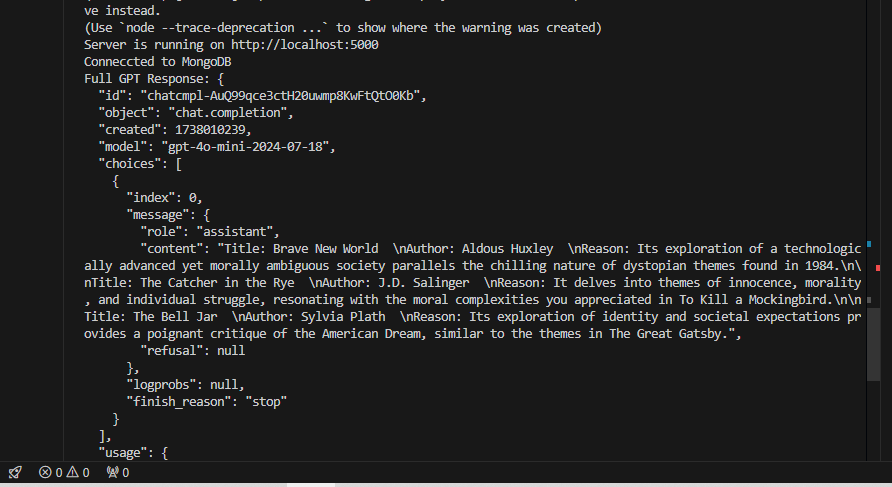 ve instead.
(Use `node --trace-deprecation ...` to show where the warning was created)
Server is running on http://localhost:5000
Conneccted to MongoDB
Full GPT Response: {
  "id": "chatcmpl-AuQ99qce3ctH20uwmp8KwFtQtO0Kb",
  "object": "chat.completion",
  "created": 1738010239,
  "model": "gpt-4o-mini-2024-07-18",
  "choices": [
    {
      "index": 0,
      "message": {
        "role": "assistant",
        "content": "Title: Brave New World  \nAuthor: Aldous Huxley  \nReason: Its exploration of a technologic
ally advanced yet morally ambiguous society parallels the chilling nature of dystopian themes found in 1984.\n\
nTitle: The Catcher in the Rye  \nAuthor: J.D. Salinger  \nReason: It delves into themes of innocence, morality
, and individual struggle, resonating with the moral complexities you appreciated in To Kill a Mockingbird.\n\n
Title: The Bell Jar  \nAuthor: Sylvia Plath  \nReason: Its exploration of identity and societal expectations pr
ovides a poignant critique of the American Dream, similar to the themes in The Great Gatsby.",
        "refusal": null
      },
      "logprobs": null,
      "finish_reason": "stop"
    }
  ],
  "usage": {
0 0 0